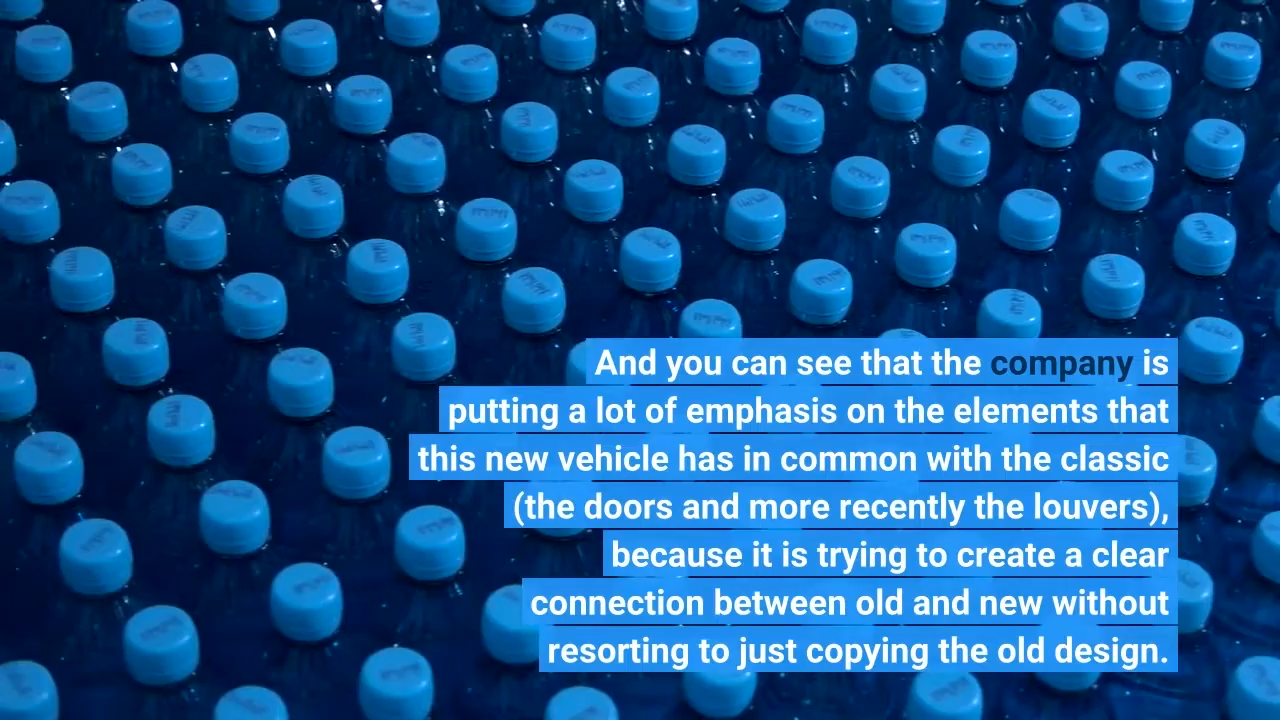 And you can see that the company is
putting a lot of emphasis on the elements that
this new vehicle has in common with the classic
(the doors and more recently the louvers),
because it is trying to create a clear
connection between old and new without
resorting to just copying the old design.